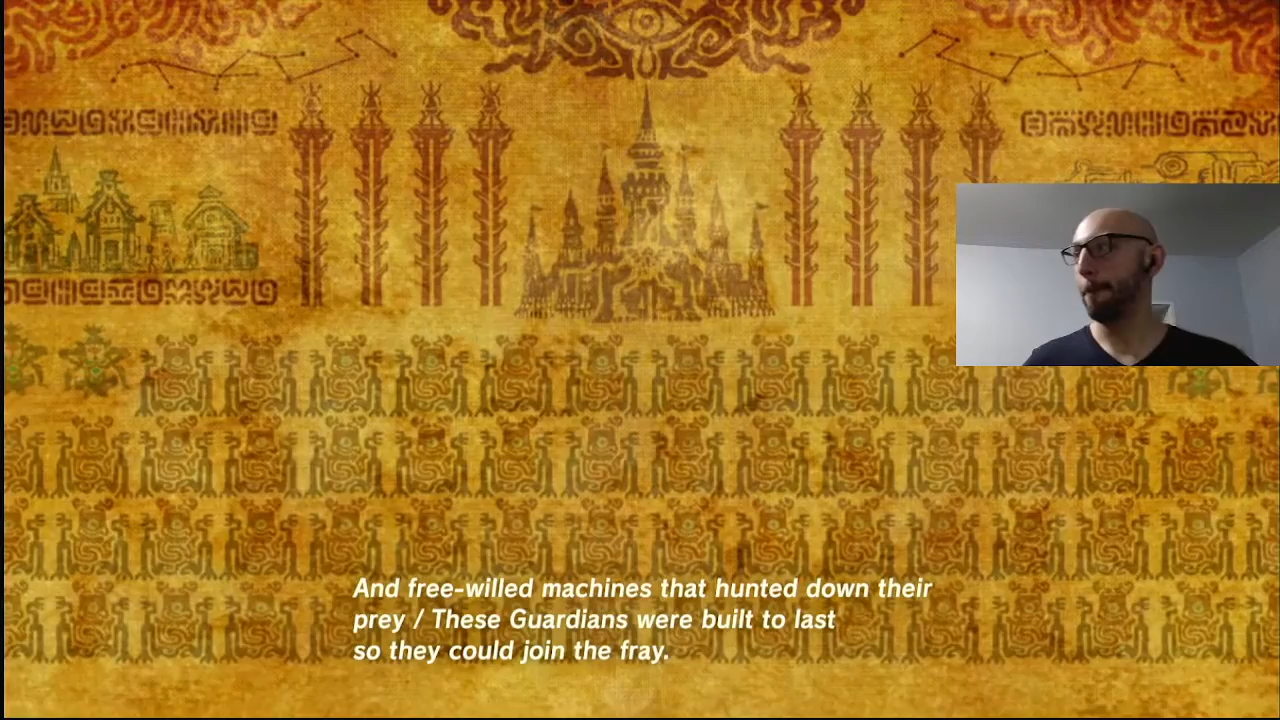 And free-willed machines that hunted down their
prey / These Guardians were built to last
so they could join the fray.